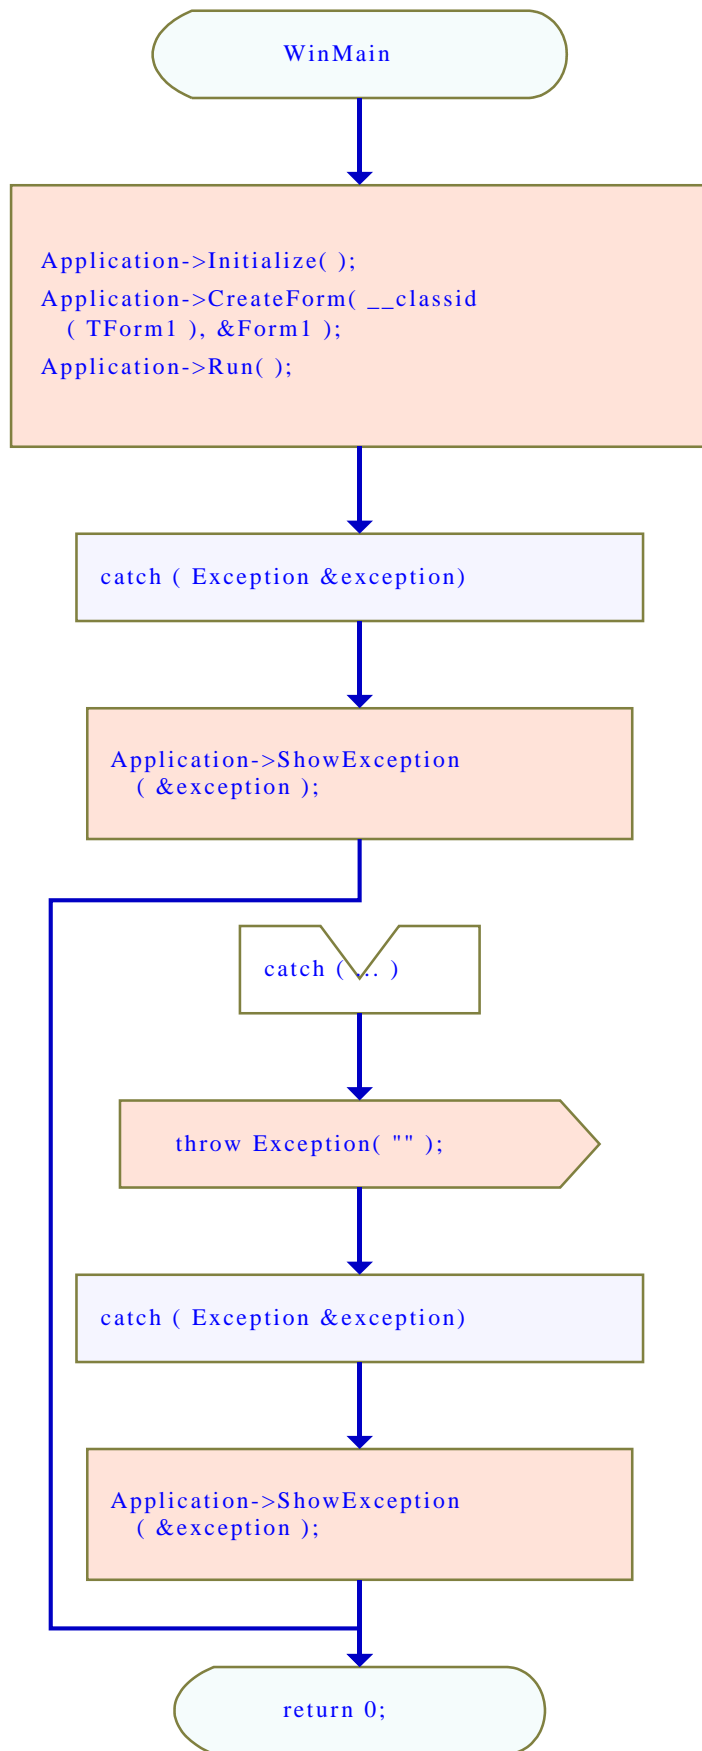 WinMain
Application->Initialize( );
Application->CreateForm( __classid
( TForm1 ), &Form1 );
Application->Run( );
catch ( Exception &exception)
Application->ShowException
( &exception );
catch ( ... )
throw Exception( "" );
catch ( Exception &exception)
Application->ShowException
( &exception );
return 0;